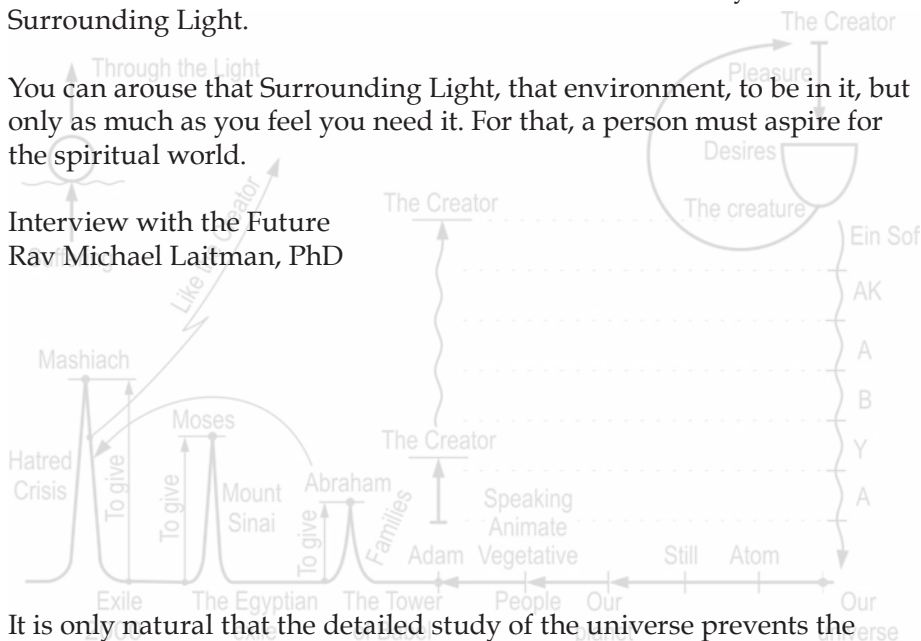 Surrounding Light.
The Creator
Through the Light
Pleasure
You can arouse that Surrounding Light, that environment, to be in it, but
only as much as you feel you need it. For that, a person must aspire for
the spiritual world.
Desires
The Creator
The creature
Interview with the Future
Ein Sof
Rav Michael Laitman, PhD
Like the Creator
AK
Mashiach
A
B
Moses
The Creator
Y
Hatred
Crisis
To give
To give
Mount
Sinai
Abraham
To give
Families
Speaking
Animate
A
Adam
Vegetative
Still
Atom
Exile
The Egyptian
The Tower
People
Our
Our
It is only natural that the detailed study of the universe prevents the